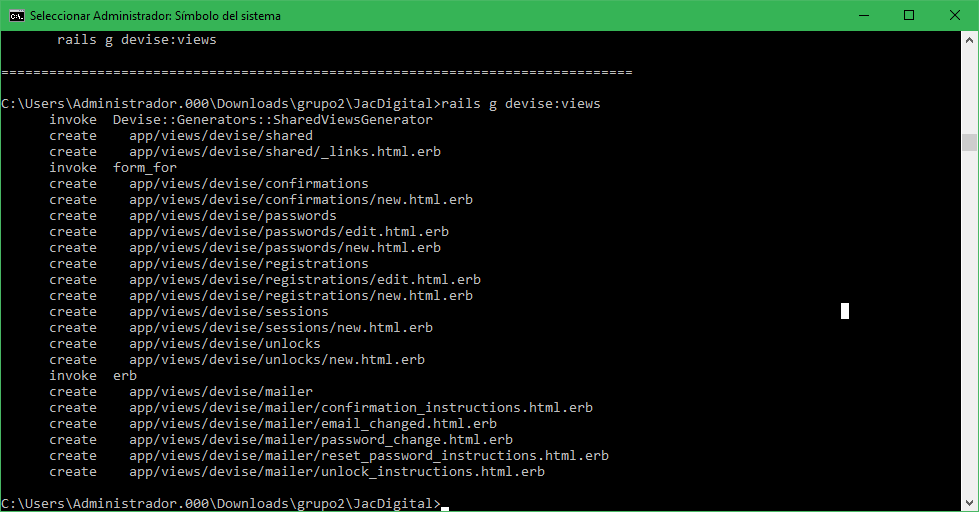 Seleccionar Administrador: Símbolo del sistema
rails g devise:views
===============================================================================
C:\Users\Administrador.000\Downloads\grupo2\JacDigital>rails g devise:views
invoke  Devise::Generators::SharedViewsGenerator
create    app/views/devise/shared
create    app/views/devise/shared/_links.html.erb
invoke  form_for
create    app/views/devise/confirmations
create    app/views/devise/confirmations/new.html.erb
create    app/views/devise/passwords
create    app/views/devise/passwords/edit.html.erb
create    app/views/devise/passwords/new.html.erb
create    app/views/devise/registrations
create    app/views/devise/registrations/edit.html.erb
create    app/views/devise/registrations/new.html.erb
create    app/views/devise/sessions
create    app/views/devise/sessions/new.html.erb
create    app/views/devise/unlocks
create    app/views/devise/unlocks/new.html.erb
invoke  erb
create    app/views/devise/mailer
create    app/views/devise/mailer/confirmation_instructions.html.erb
create    app/views/devise/mailer/email_changed.html.erb
create    app/views/devise/mailer/password_change.html.erb
create    app/views/devise/mailer/reset_password_instructions.html.erb
create    app/views/devise/mailer/unlock_instructions.html.erb
C:\Users\Administrador.000\Downloads\grupo2\JacDigital>